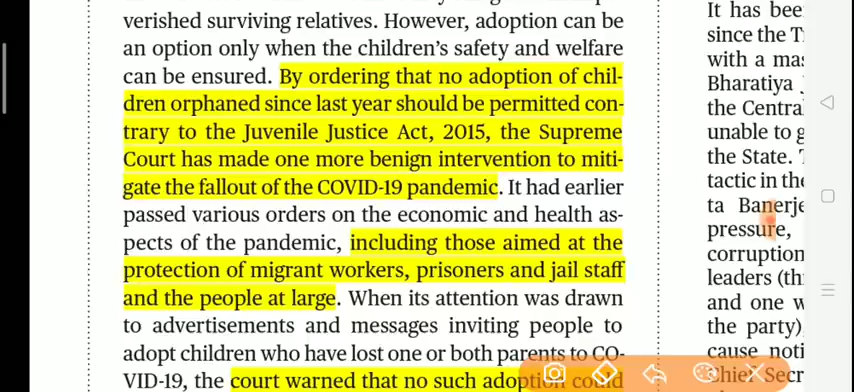 verished surviving relatives. However, adoption can be
an option only when the children's safety and welfare
can be ensured. By ordering that no adoption of chil-
dren orphaned since last year should be permitted con-
trary to the Juvenile Justice Act, 2015, the Supreme
Court has made one more benign intervention to miti-
gate the fallout of the COVID-19 pandemic. It had earlier
passed various orders on the economic and health as-
pects of the pandemic, including those aimed at the
protection of migrant workers, prisoners and jail staff
and the people at large. When its attention was drawn
to advertisements and messages inviting people to
adopt children who have lost one or both parents to CO-
VID-19, the court warned that no such adoption could
It has bee
since the T
with a ma
Bharatiya
the Central
unable to g
the State.
tactic in the
ta Banerje
pressure,
corruption
leaders (th
and one w
the party)
cause noti
Chief Secr